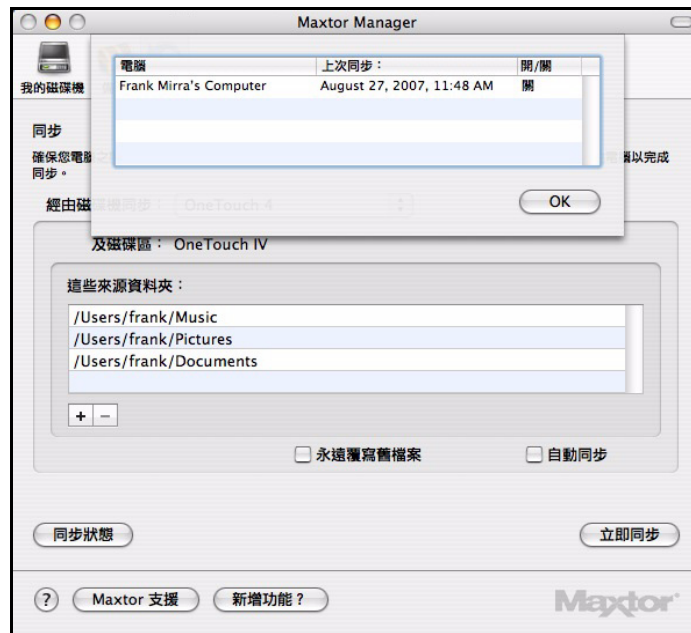 Maxtor Manager
我的磁碟機
電腦 上次同步： 開/關
Frank Mirra's Computer August 27, 2007, 11:48 AM 關
OK
同步
確保您電腦 腦以完成
同步。
經由磁碟機同步： OneTouch 4
及磁碟區： OneTouch IV
這些來源資料夾：
/Users/frank/Music
/Users/frank/Pictures
/Users/frank/Documents
+ −
永遠覆寫舊檔案 自動同步
同步狀態 立即同步
? Maxtor 支援 新增功能？ Maxtor